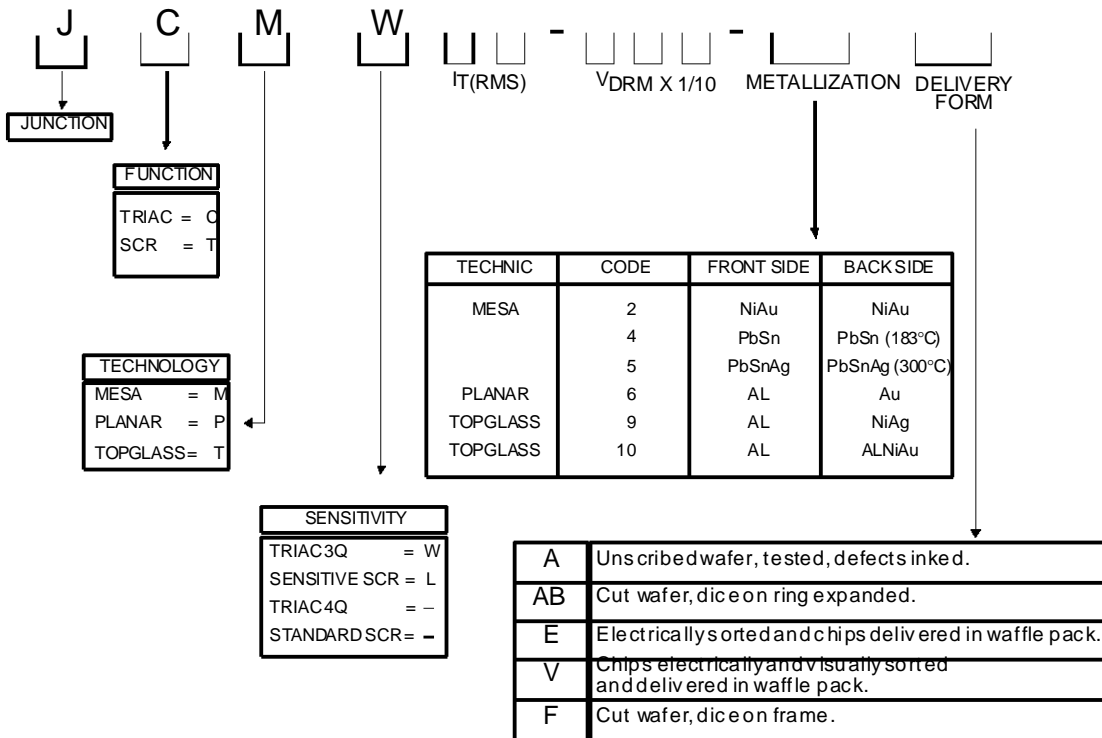 J C M W - -
IT(RMS) VDRM X 1/10 METALLIZATION DELIVERY FORM
JUNCTION
FUNCTION
TRIAC = C
SCR = T
TECHNOLOGY
MESA = M
PLANAR = P
TOPGLASS= T
SENSITIVITY
TRIAC3Q = W
SENSITIVE SCR = L
TRIAC4Q = –
STANDARD SCR= –
TECHNIC CODE FRONT SIDE BACK SIDE
MESA 2 NiAu NiAu
4 PbSn PbSn (183°C)
5 PbSnAg PbSnAg (300°C)
PLANAR 6 AL Au
TOPGLASS 9 AL NiAg
TOPGLASS 10 AL ALNiAu
A Unscribed wafer, tested, defects inked.
AB Cut wafer, dice on ring expanded.
E Electrically sorted and chips delivered in waffle pack.
V Chips electrically and visually sorted
and delivered in waffle pack.
F Cut wafer, dice on frame.